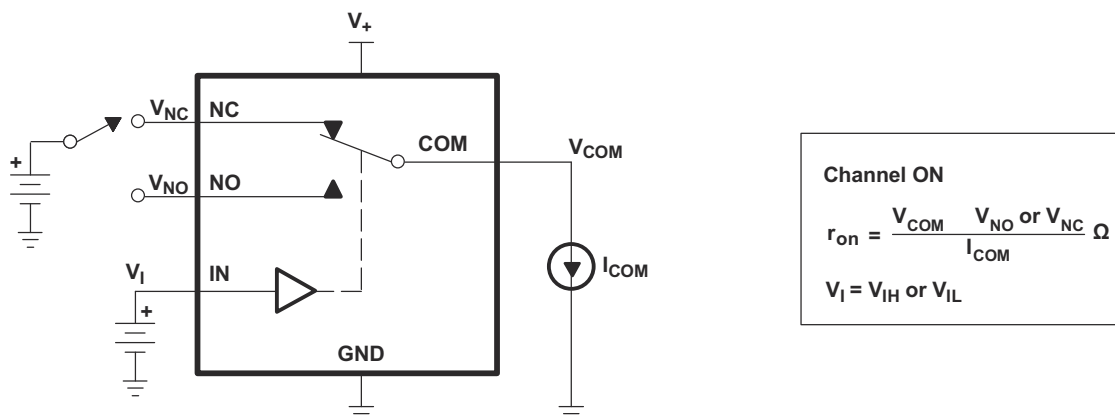 V+
VNC NC
COM
VCOM
VNO NO
VI IN
ICOM
GND
+
+
Channel ON
ron = VCOM VNO or VNC / ICOM Ω
VI = VIH or VIL